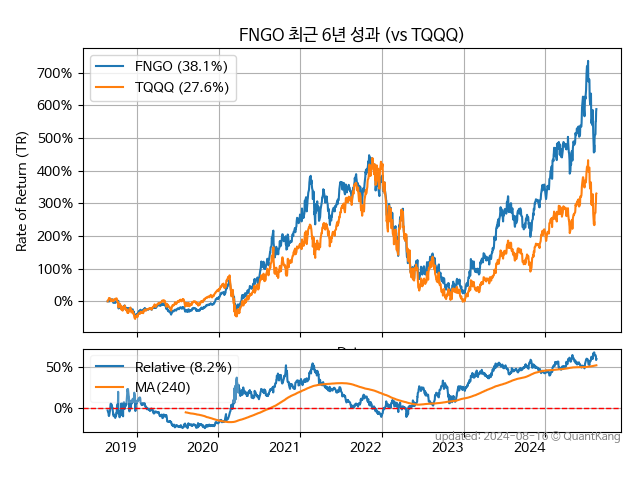 FNGO 최근 6년 성과 (vs TQQQ)
Rate of Return (TR)
700%
600%
500%
400%
300%
200%
100%
0%
FNGO (38.1%)
TQQQ (27.6%)
50%
0%
Relative (8.2%)
MA(240)
2019
2020
2021
2022
2023
2024
updated: 2024-08-16 © QuantKang